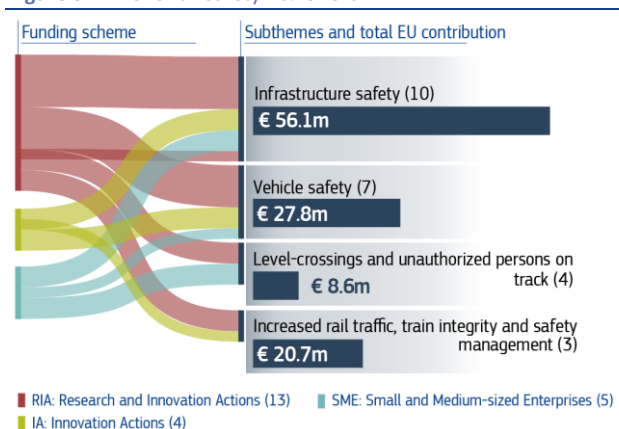 Funding scheme
Subthemes and total EU contribution
Infrastructure safety (10)
€ 56.1m
Vehicle safety (7)
€ 27.8m
Level-crossings and unauthorized persons on
track (4)
€ 8.6m
Increased rail traffic, train integrity and safety
management (3)
€ 20.7m
RIA: Research and Innovation Actions (13)
SME: Small and Medium-sized Enterprises (5)
IA: Innovation Actions (4)